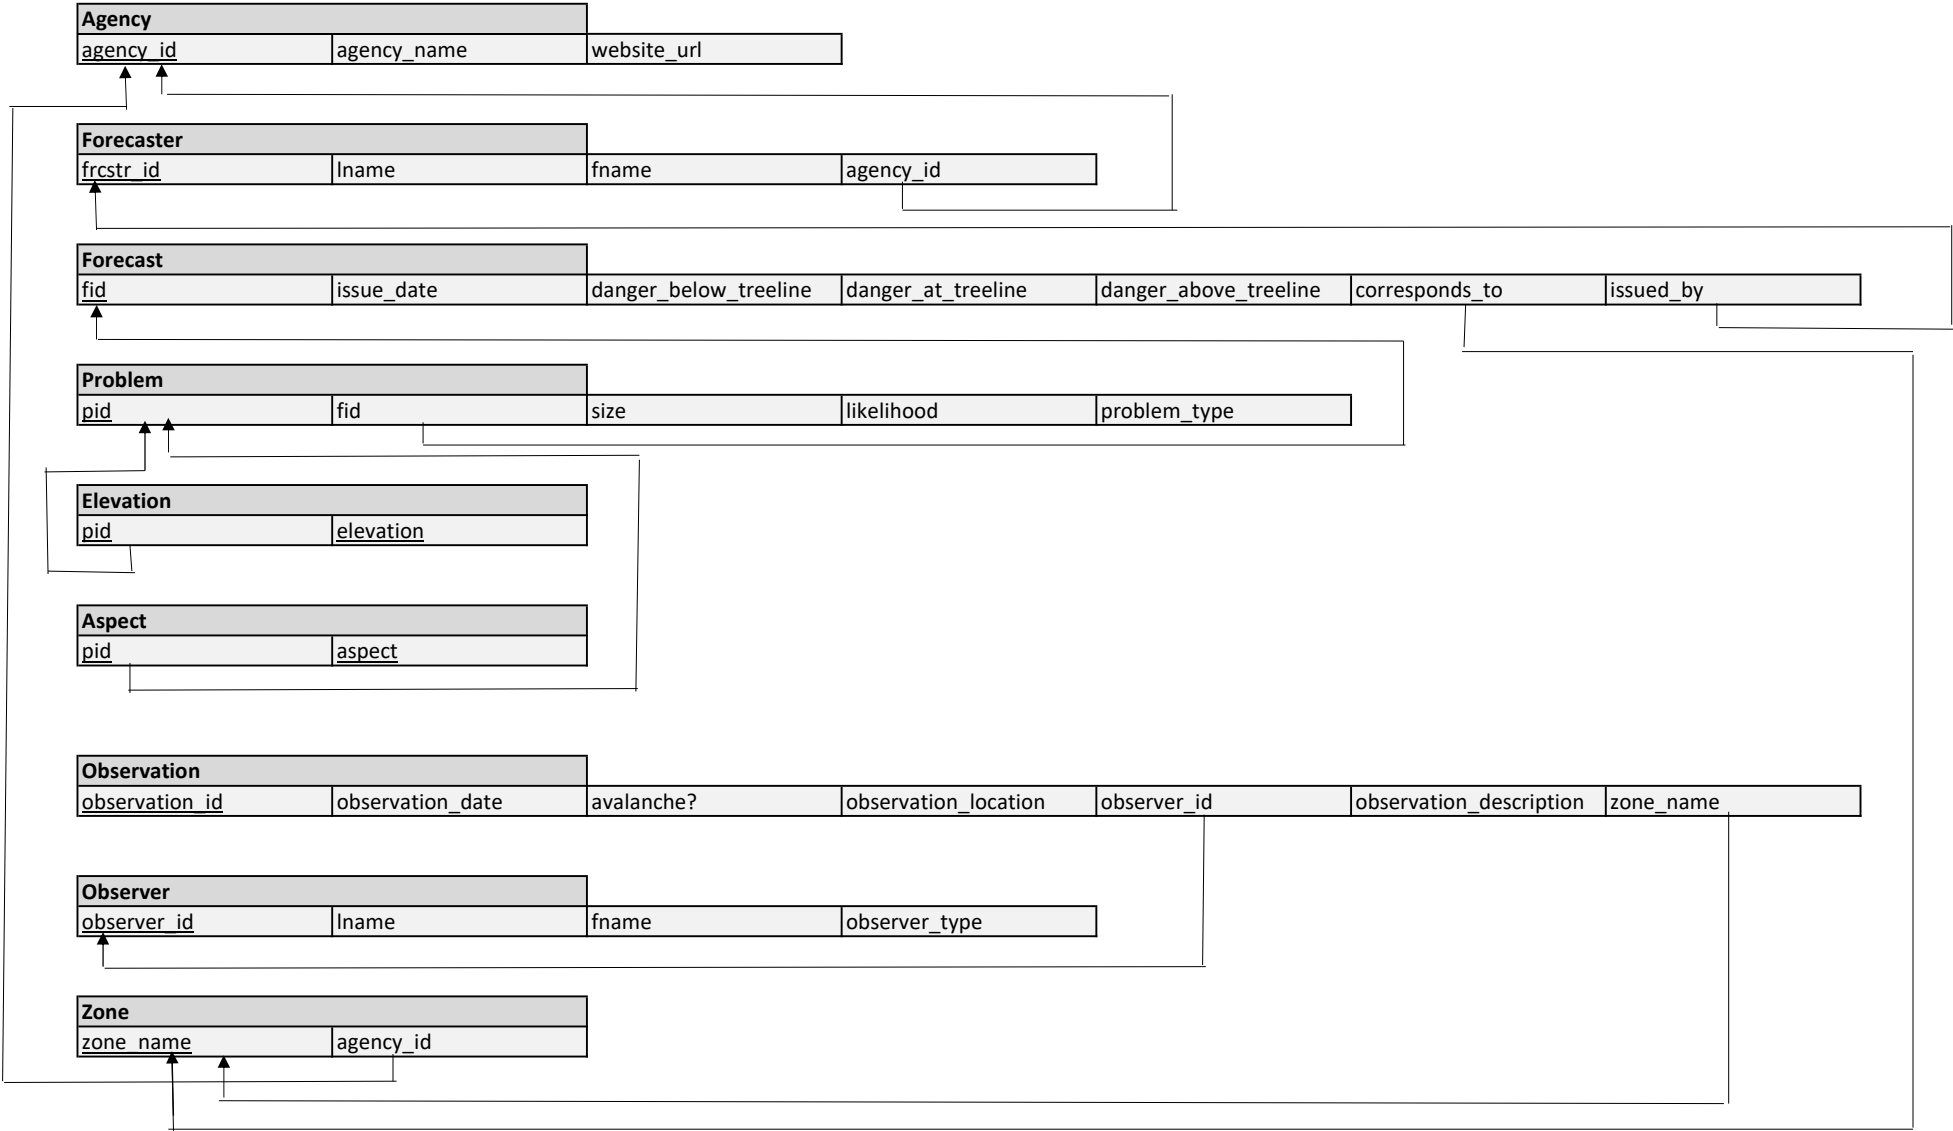 Agency
agency_id agency_name website_url
Forecaster
frcstr_id lname fname agency_id
Forecast
fid issue_date danger_below_treeline danger_at_treeline danger_above_treeline corresponds_to issued_by
Problem
pid fid size likelihood problem_type
Elevation
pid elevation
Aspect
pid aspect
Observation
observation_id observation_date avalanche? observation_location observer_id observation_description zone_name
Observer
observer_id lname fname observer_type
Zone
zone_name agency_id